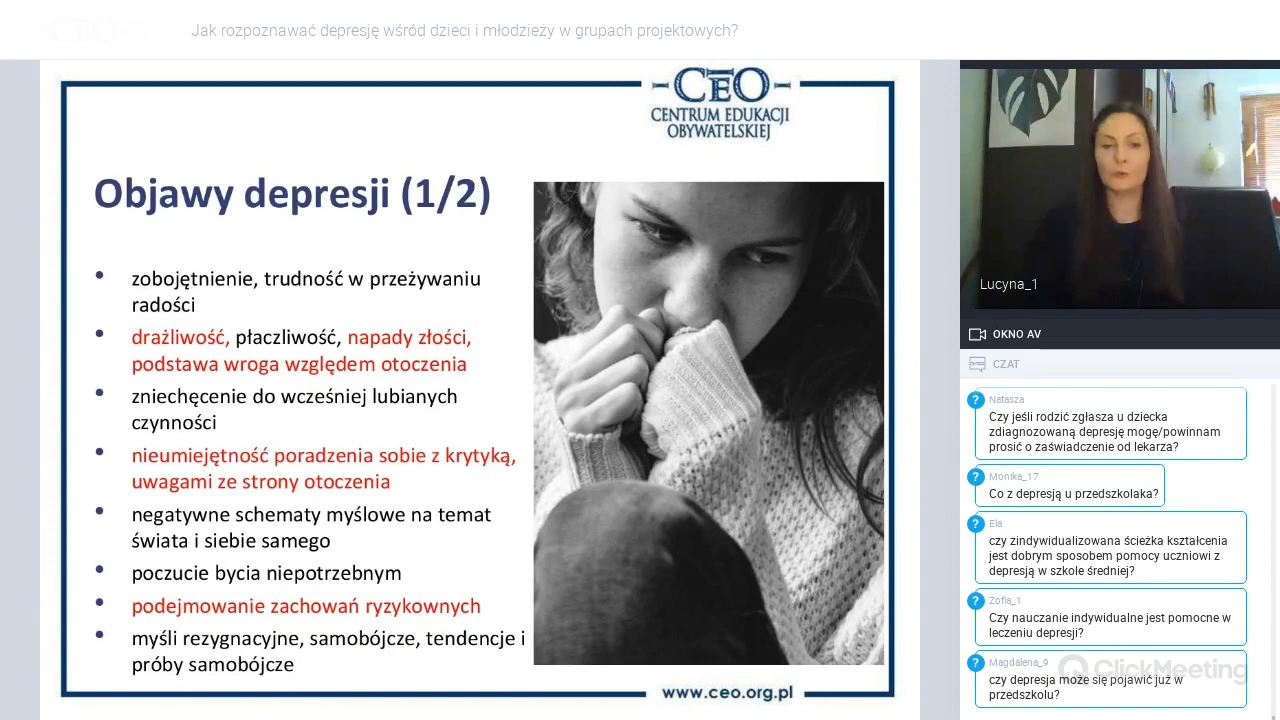 Jak rozpoznawać depresję wśród dzieci i młodzieży w grupach projektowych?
CEO
CENTRUM EDUKACJI
OBYWATELSKIEJ
Objawy depresji (1/2)
• zobojętnienie, trudność w przeżywaniu
radości
• drażliwość, płaczliwość, napady złości,
podstawa wroga względem otoczenia
• zniechęcenie do wcześniej lubianych
czynności
• nieumiejętność poradzenia sobie z krytyką,
uwagami ze strony otoczenia
• negatywne schematy myślowe na temat
świata i siebie samego
• poczucie bycia niepotrzebnym
• podejmowanie zachowań ryzykownych
• myśli rezygnacyjne, samobójcze, tendencje i
próby samobójcze
www.ceo.org.pl
Lucyna_1
OKNO AV
CZAT
? Natasza
Czy jeśli rodzić zgłasza u dziecka
zdiagnozowaną depresję mogę/powinnam
prosić o zaświadczenie od lekarza?
? Monika_17
Co z depresją u przedszkolaka?
? Ela
czy zindywidualizowana ścieżka kształcenia
jest dobrym sposobem pomocy uczniowi z
depresją w szkole średniej?
? Zofia_1
Czy nauczanie indywidualne jest pomocne w
leczeniu depresji?
? Magdalena_9
ClickMeeting
czy depresja może się pojawić już w
przedszkolu?